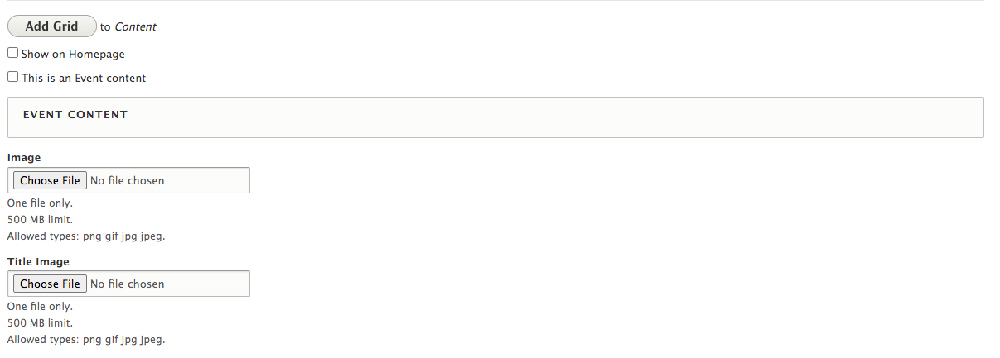 Add Grid to Content
Show on Homepage
This is an Event content
EVENT CONTENT
Image
Choose File No file chosen
One file only.
500 MB limit.
Allowed types: png gif jpg jpeg.
Title Image
Choose File No file chosen
One file only.
500 MB limit.
Allowed types: png gif jpg jpeg.